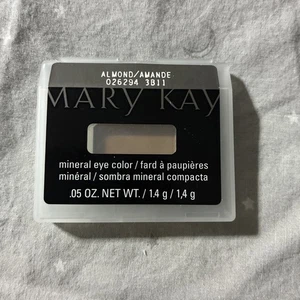 ALMOND/AMANDE
026294 3B11
MARY KAY
mineral eye color / fard à paupières
minéral / sombra mineral compacta
.05 OZ. NET WT. / 1.4 g / 1,4 g